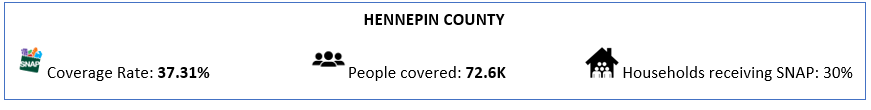 HENNEPIN COUNTY
SNAP
Coverage Rate: 37.31%
People covered: 72.6K
Households receiving SNAP: 30%